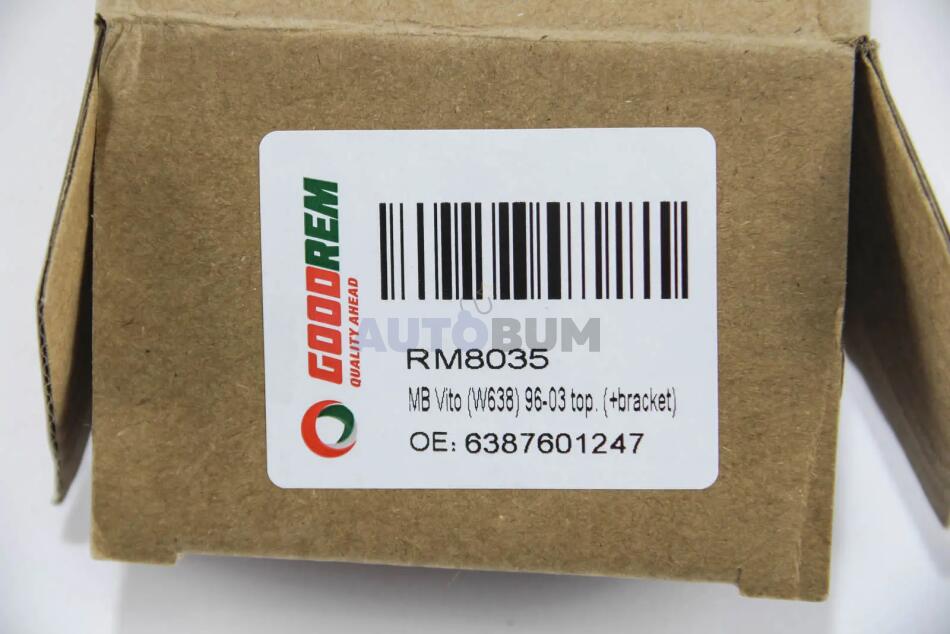 GOODREM
QUALITY AHEAD
AUTOBUM
RM8035
MB Vito (W638) 96-03 top. (+bracket)
OE: 6387601247